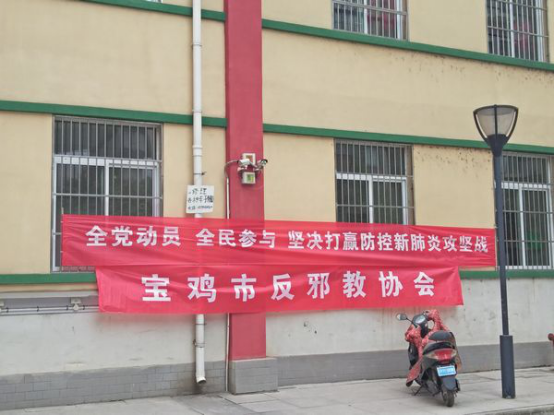 全党动员 全民参与 坚决打赢防控新肺炎攻坚战
宝鸡市反邪教协会